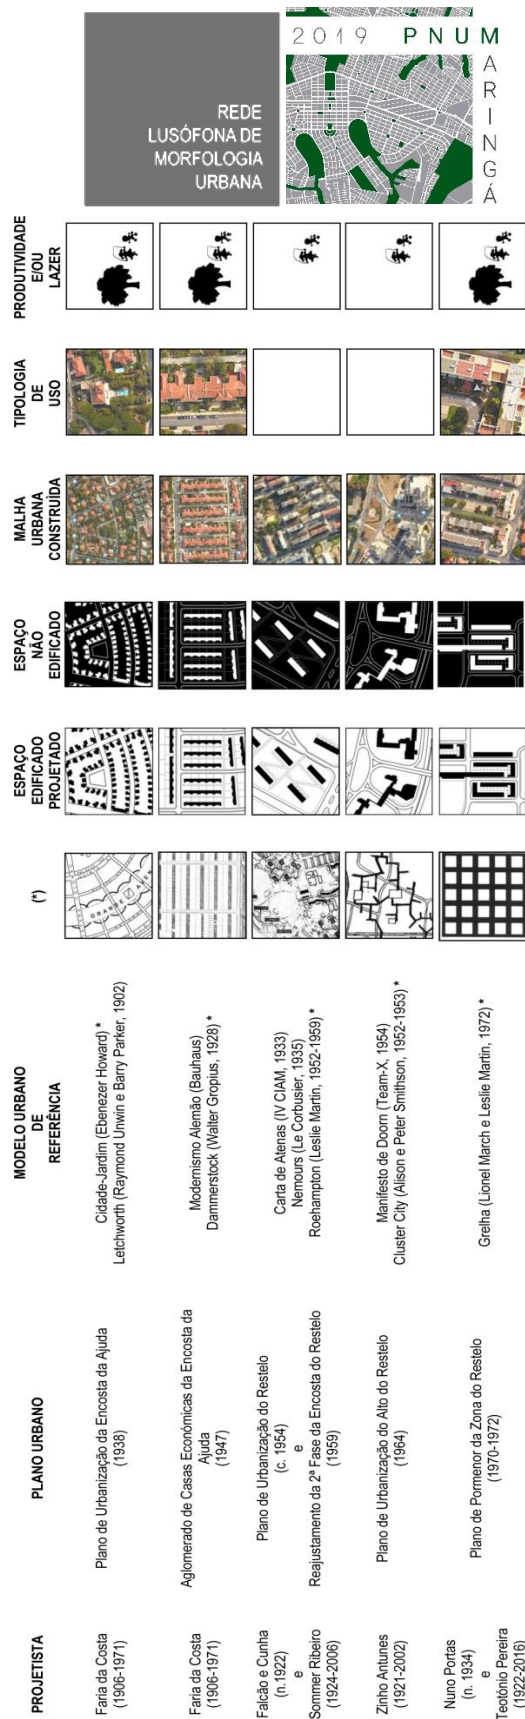 REDE
LUSÓFONA DE
MORFOLOGIA
URBANA
2019 PNUM
MARINGÁ
PROJETISTA
PLANO URBANO
MODELO URBANO
DE
REFERÊNCIA
(*)
ESPAÇO
EDIFICADO
PROJETADO
ESPAÇO
NÃO
EDIFICADO
MALHA
URBANA
CONSTRUÍDA
TIPOLOGIA
DE
USO
PRODUTIVIDADE
E/OU
LAZER
Faria da Costa
(1906-1971)
Plano de Urbanização da Encosta da Ajuda
(1938)
Cidade-Jardim (Ebenezer Howard) *
Letchworth (Raymond Unwin e Barry Parker, 1902)
Faria da Costa
(1906-1971)
Aglomerado de Casas Económicas da Encosta da
Ajuda
(1947)
Modernismo Alemão (Bauhaus)
Dammerstock (Walter Gropius, 1928) *
Falcão e Cunha
(n.1922)
e
Sommer Ribeiro
(1924-2006)
Plano de Urbanização do Restelo
(c. 1954)
e
Reajustamento da 2ª Fase da Encosta do Restelo
(1959)
Carta de Atenas (IV CIAM, 1933)
Nemours (Le Corbusier, 1935)
Roehampton (Leslie Martin, 1952-1959) *
Zinho Antunes
(1921-2002)
Plano de Urbanização do Alto do Restelo
(1964)
Manifesto de Doorn (Team-X, 1954)
Cluster City (Alison e Peter Smithson, 1952-1953) *
Nuno Portas
(n. 1934)
e
Teotónio Pereira
(1922-2016)
Plano de Pormenor da Zona do Restelo
(1970-1972)
Grelha (Lionel March e Leslie Martin, 1972) *